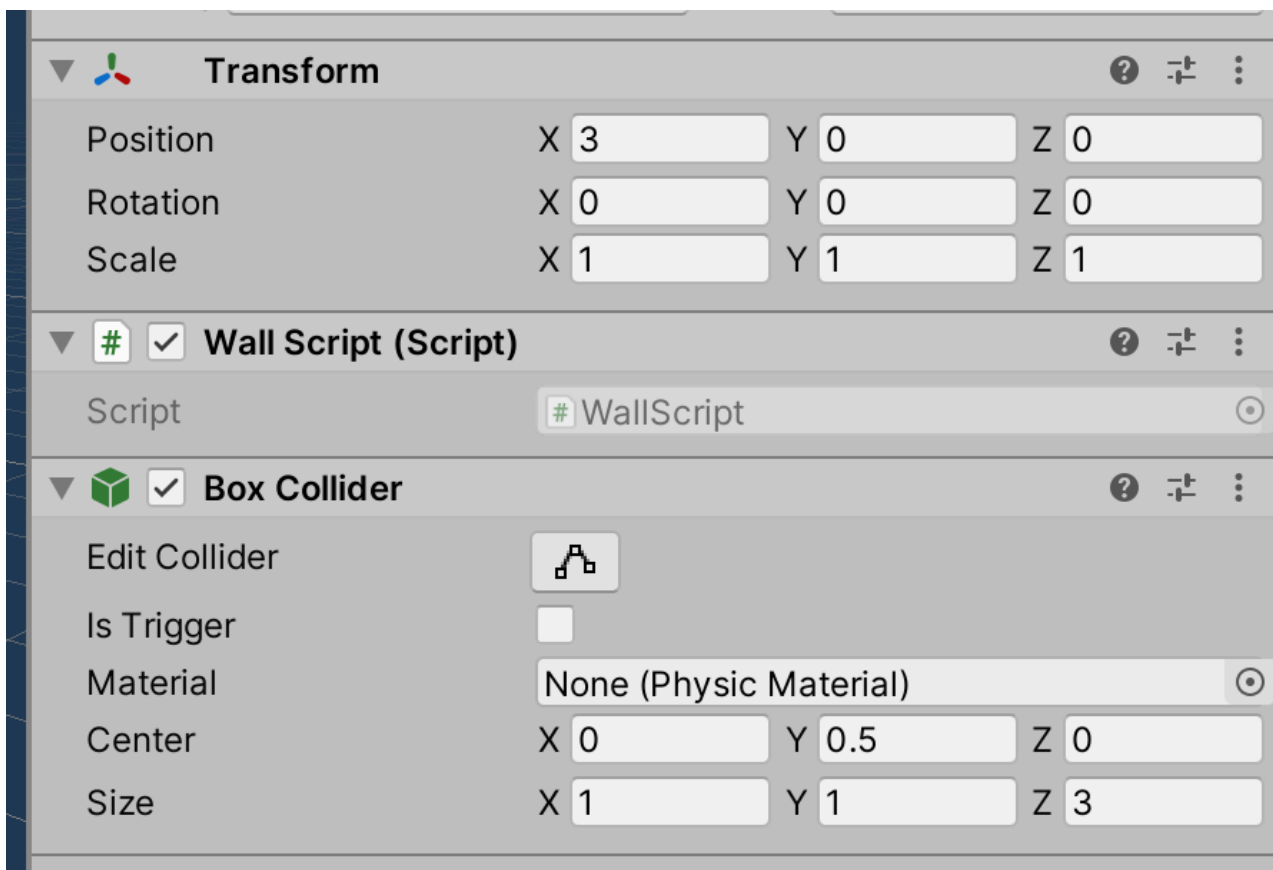 Transform
Position X 3 Y 0 Z 0
Rotation X 0 Y 0 Z 0
Scale X 1 Y 1 Z 1
# Wall Script (Script)
Script # WallScript
Box Collider
Edit Collider
Is Trigger
Material None (Physic Material)
Center X 0 Y 0.5 Z 0
Size X 1 Y 1 Z 3